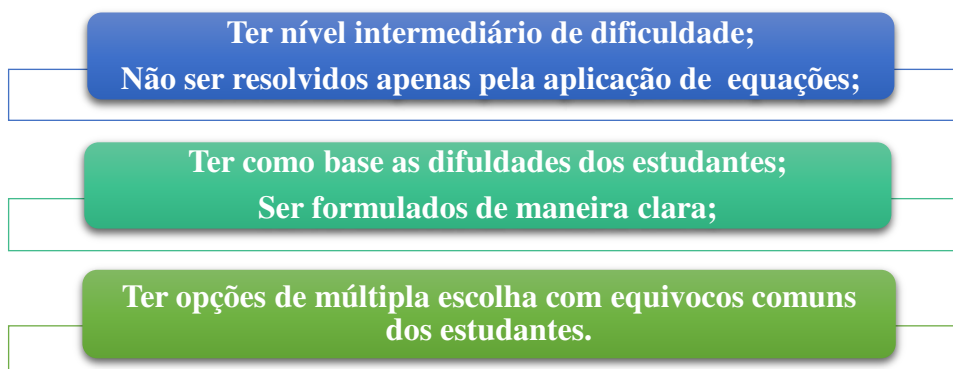 Ter nível intermediário de dificuldade;
Não ser resolvidos apenas pela aplicação de equações;
Ter como base as difuldades dos estudantes;
Ser formulados de maneira clara;
Ter opções de múltipla escolha com equivocos comuns
dos estudantes.